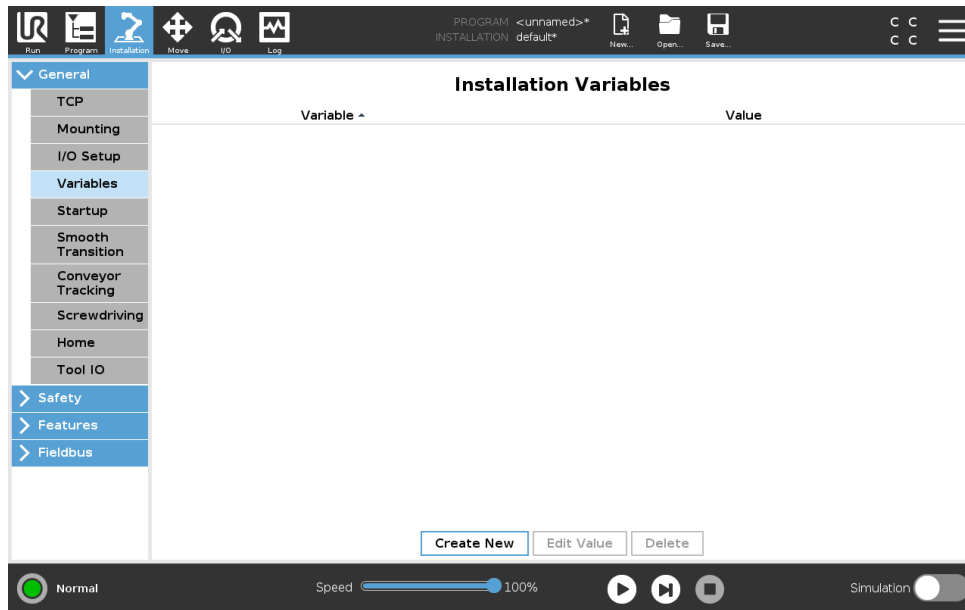 UR
PROGRAM <unnamed>*
INSTALLATION default*
C C
C C
Run Program Installation Move I/O Log New... Open... Save...
General
TCP
Mounting
I/O Setup
Variables
Startup
Smooth
Transition
Conveyor
Tracking
Screwdriving
Home
Tool IO
Safety
Features
Fieldbus
Installation Variables
Variable Value
Create New Edit Value Delete
Normal Speed 100% Simulation